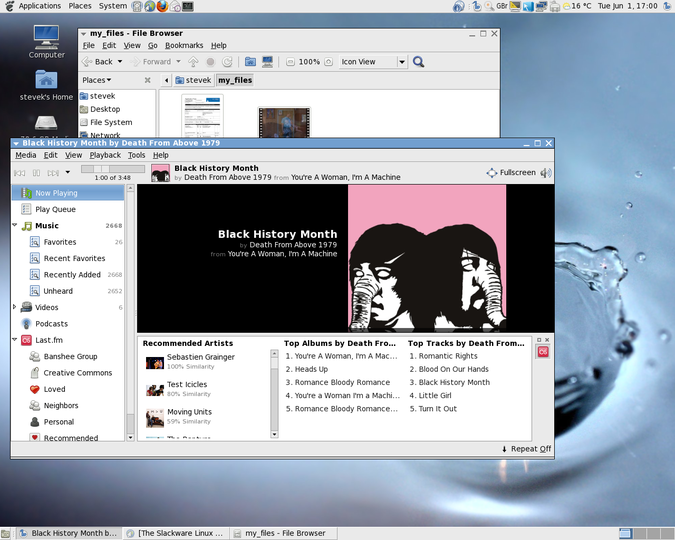 Applications Places System
GBr
16 °C Tue Jun 1, 17:00
Computer
stevek's Home
my_files - File Browser
File Edit View Go Bookmarks Help
Back Forward 100% Icon View
Places stevek my_files
stevek
Desktop
File System
Network
Black History Month by Death From Above 1979
Media Edit View Playback Tools Help
1:00 of 3:48
Black History Month
by Death From Above 1979 from You're A Woman, I'm A Machine
Fullscreen
Now Playing
Play Queue
Music 2668
Favorites 26
Recent Favorites
Recently Added 2668
Unheard 2652
Videos 6
Podcasts
Last.fm
Banshee Group
Creative Commons
Loved
Neighbors
Personal
Recommended
Black History Month
by Death From Above 1979
from You're A Woman, I'm A Machine
Recommended Artists
Sebastien Grainger
100% Similarity
Test Icicles
80% Similarity
Moving Units
59% Similarity
Top Albums by Death From Fro...
1. You're A Woman, I'm A Mac...
2. Heads Up
3. Romance Bloody Romance
4. You're a Woman I'm a Machi...
5. Romance Bloody Romance...
Top Tracks by Death From...
1. Romantic Rights
2. Blood On Our Hands
3. Black History Month
4. Little Girl
5. Turn It Out
Repeat Off
Black History Month b...
[The Slackware Linux ...
my_files - File Browser